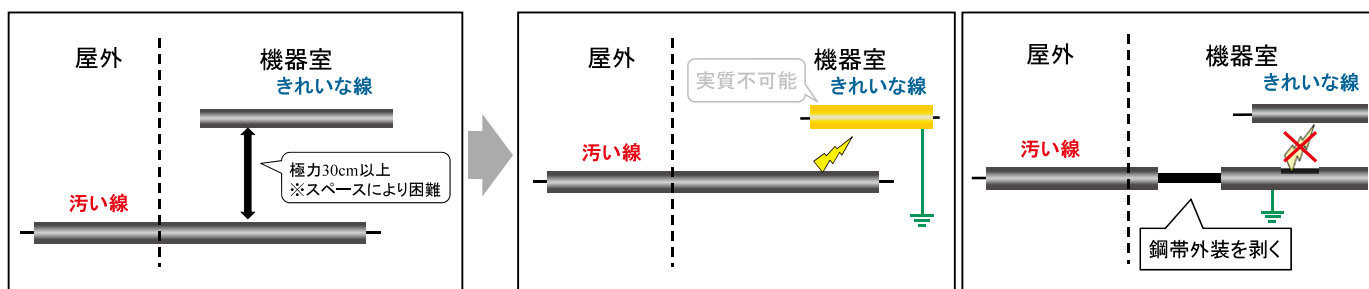 屋外
機器室
きれいな線
極力30cm以上
※スペースにより困難
汚い線
屋外
機器室
実質不可能
きれいな線
汚い線
屋外
機器室
きれいな線
汚い線
鋼帯外装を剥く